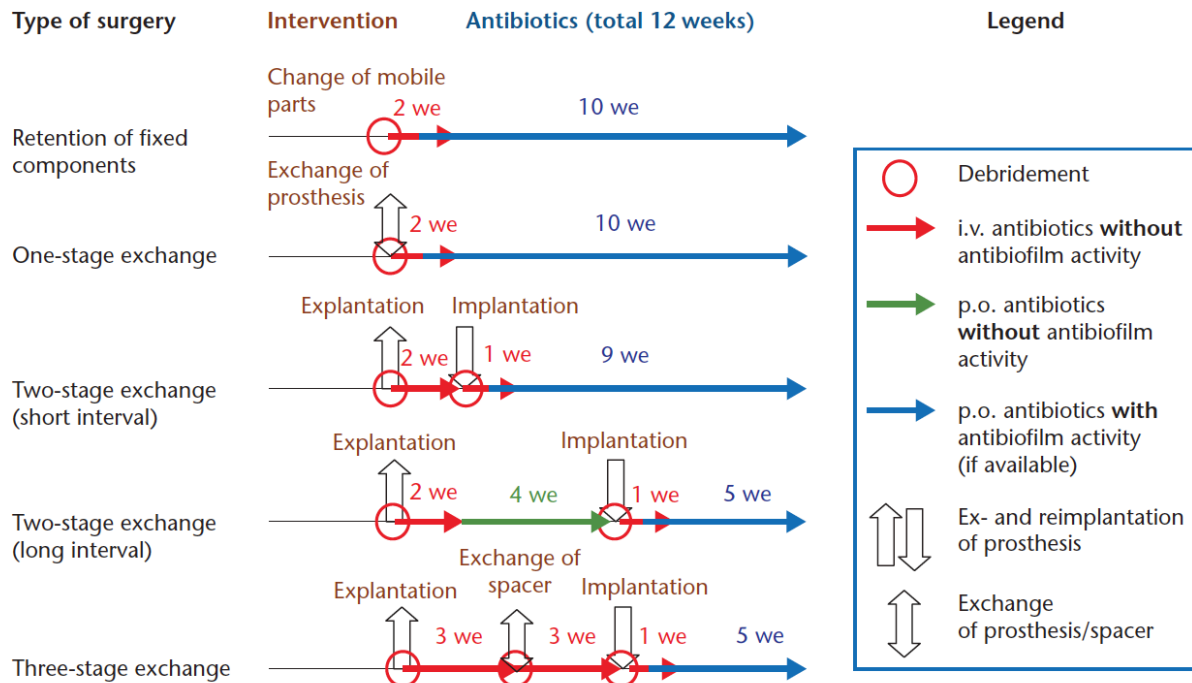 Type of surgery
Intervention
Antibiotics (total 12 weeks)
Legend
Change of mobile
parts
2 we
10 we
Retention of fixed
components
Exchange of
prosthesis
2 we
10 we
One-stage exchange
Explantation
Implantation
2 we
1 we
9 we
Two-stage exchange
(short interval)
Explantation
Implantation
2 we
4 we
1 we
5 we
Two-stage exchange
(long interval)
Exchange of
spacer
Explantation
Implantation
3 we
3 we
1 we
5 we
Three-stage exchange
Debridement
i.v. antibiotics without
antibiofilm activity
p.o. antibiotics
without antibiofilm
activity
p.o. antibiotics with
antibiofilm activity
(if available)
Ex- and reimplantation
of prosthesis
Exchange
of prosthesis/spacer